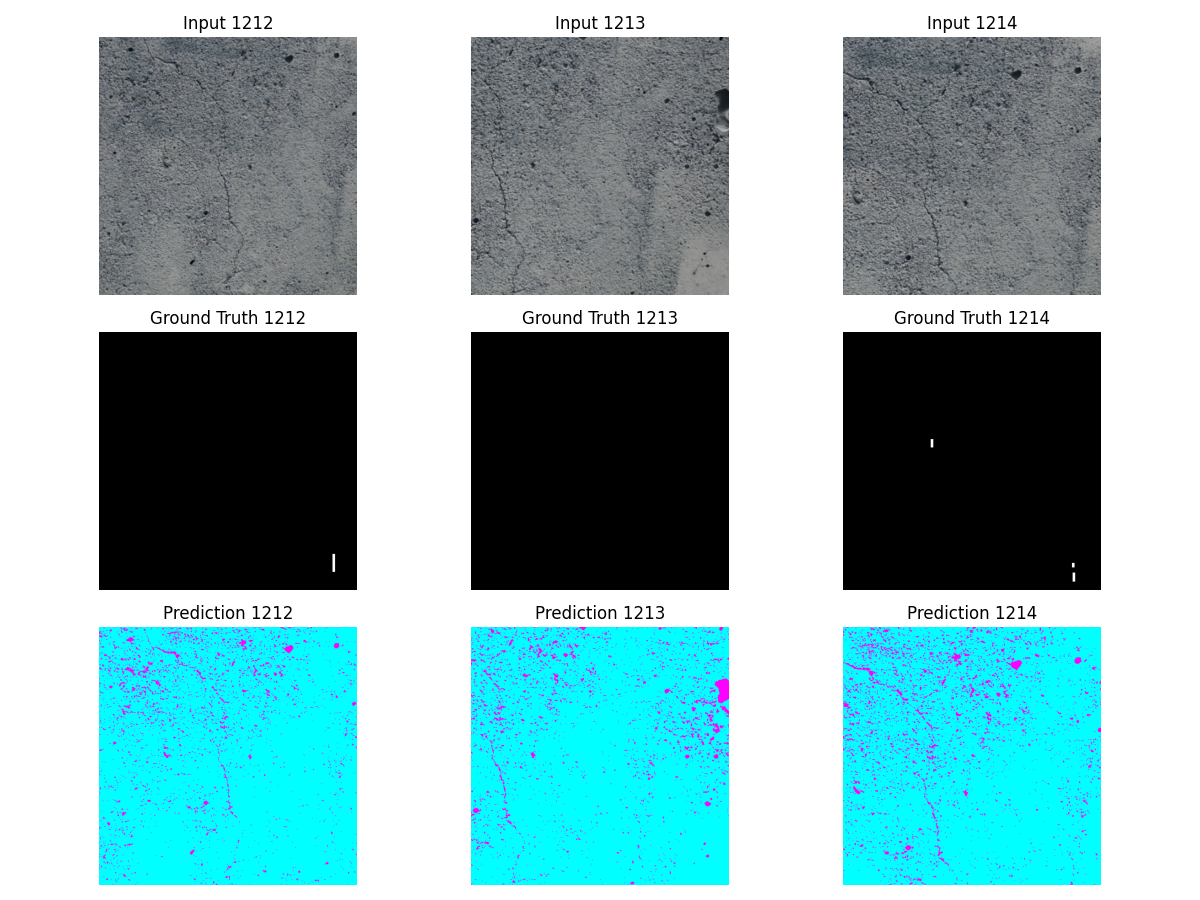 Input 1212
Input 1213
Input 1214
Ground Truth 1212
Ground Truth 1213
Ground Truth 1214
Prediction 1212
Prediction 1213
Prediction 1214